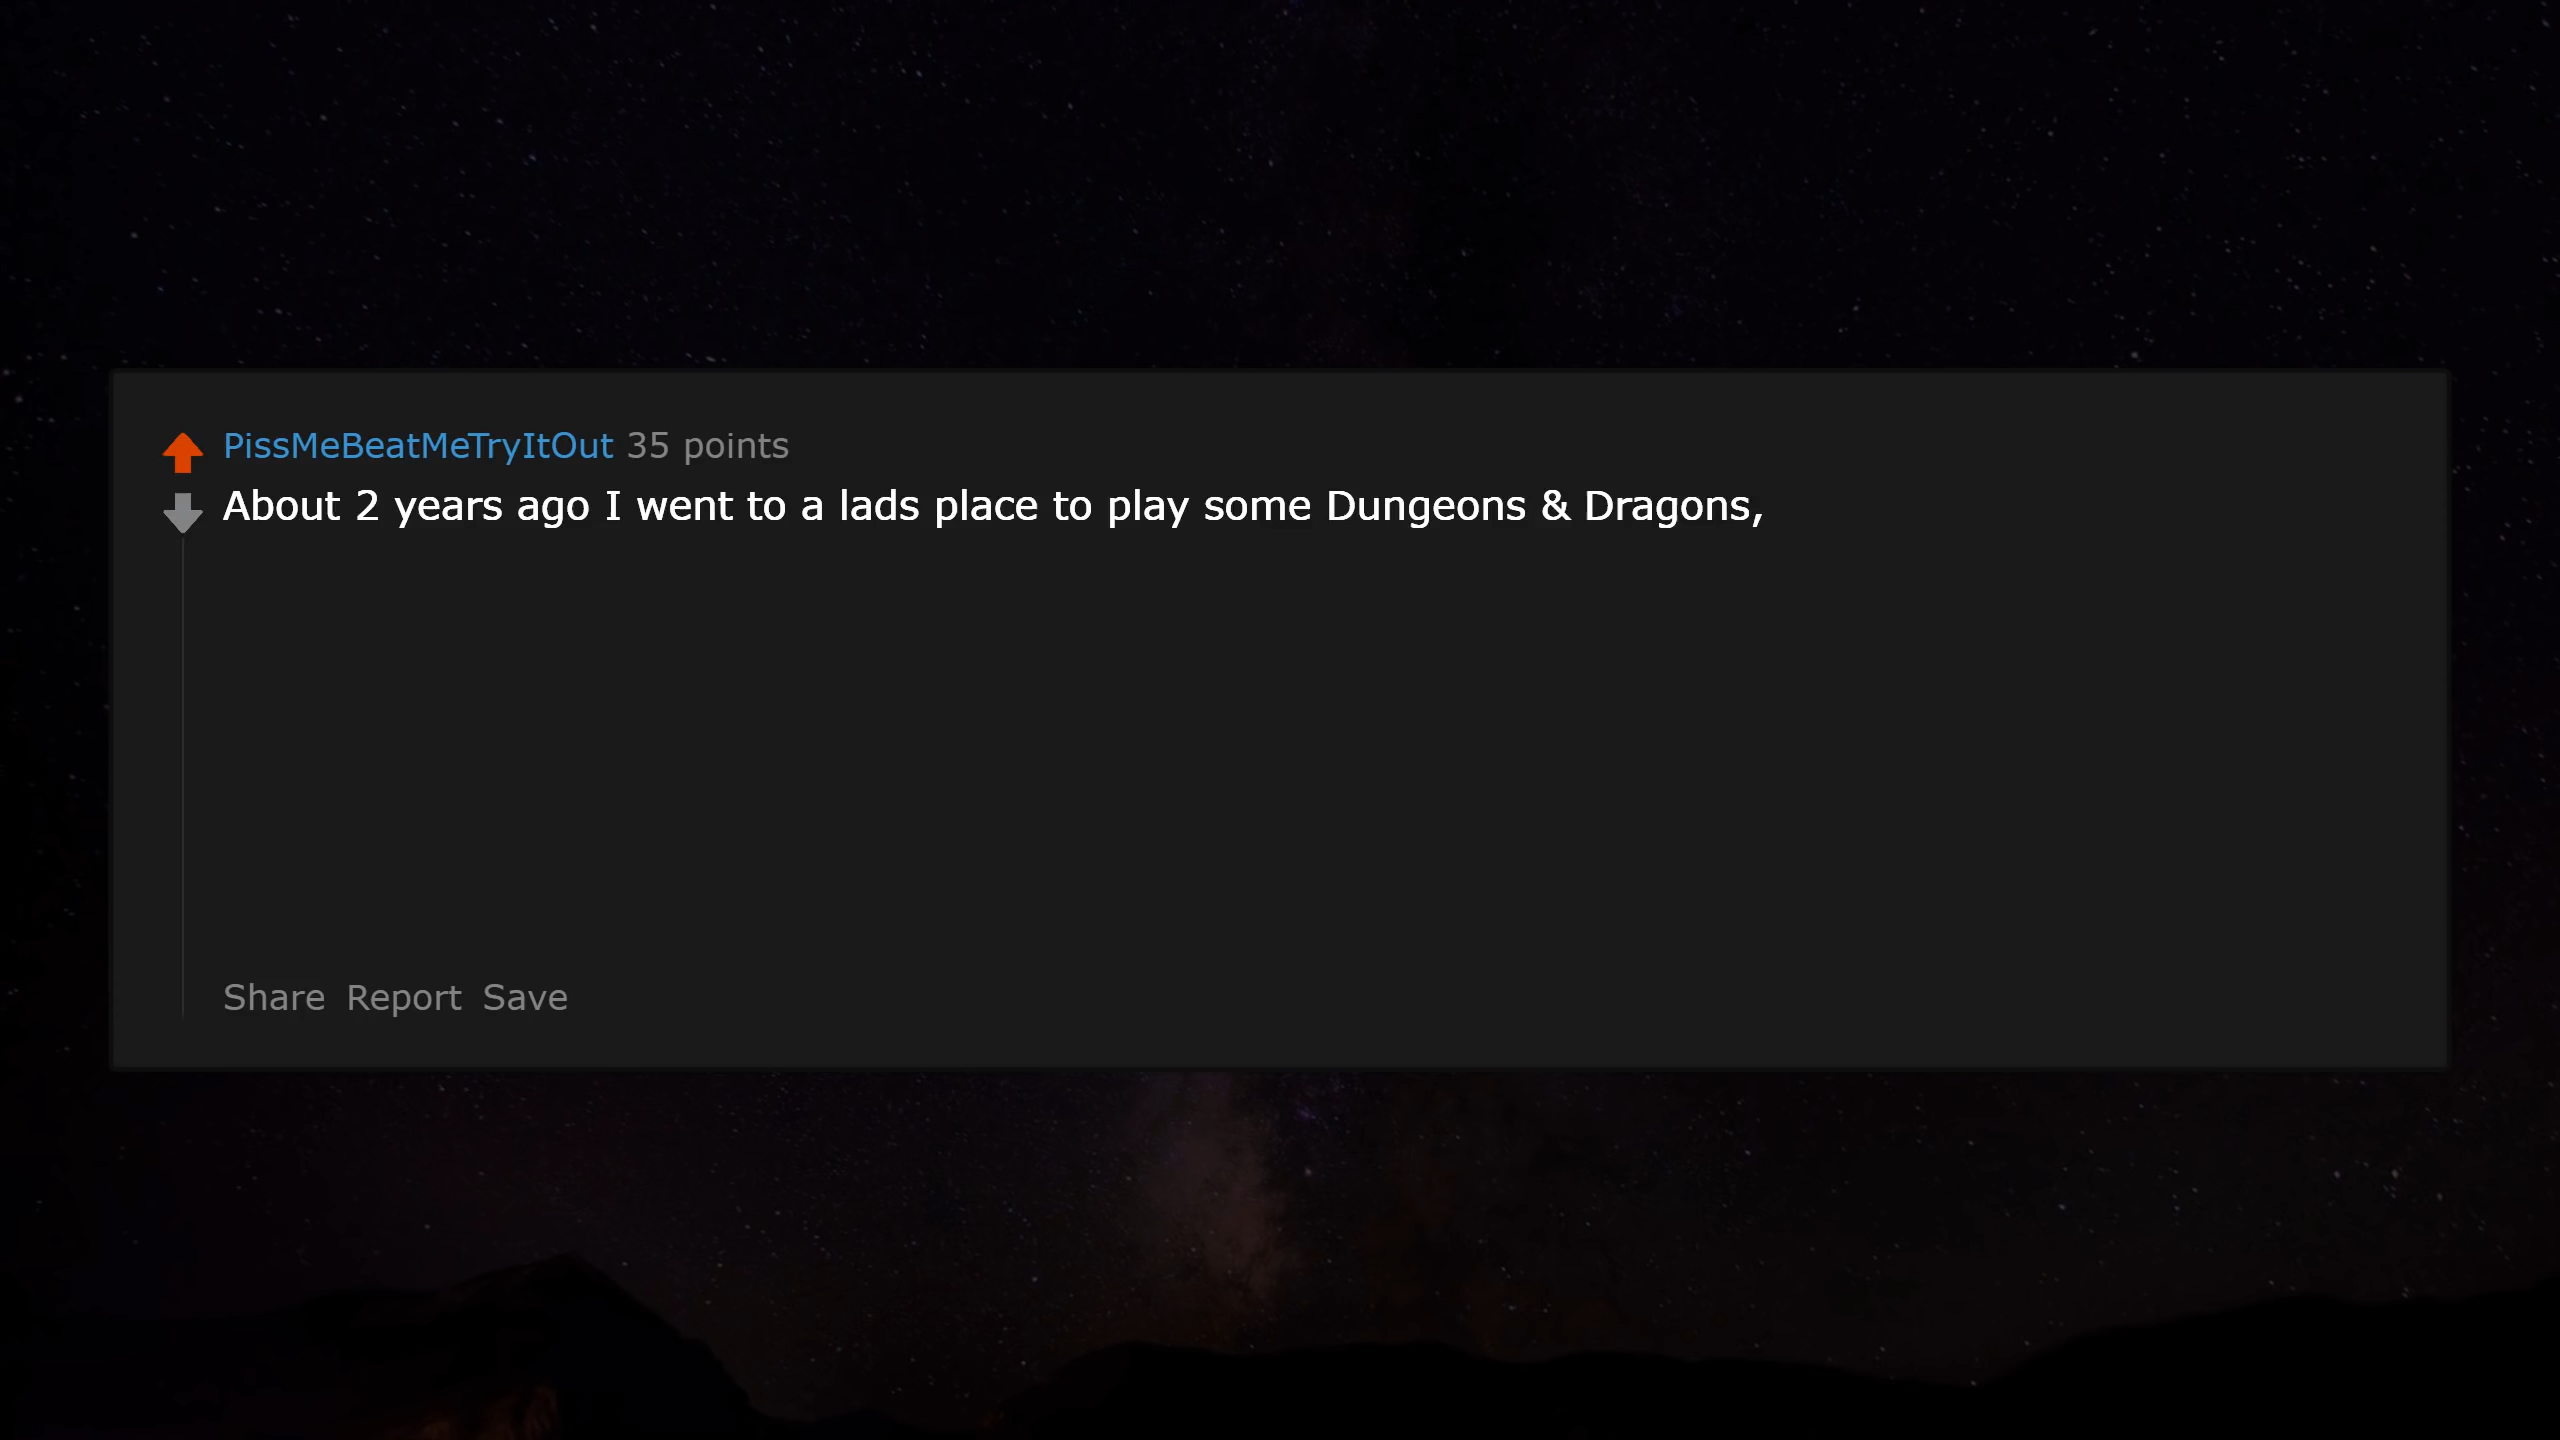 PissMeBeatMeTryItOut 35 points
About 2 years ago I went to a lads place to play some Dungeons & Dragons,
Share Report Save